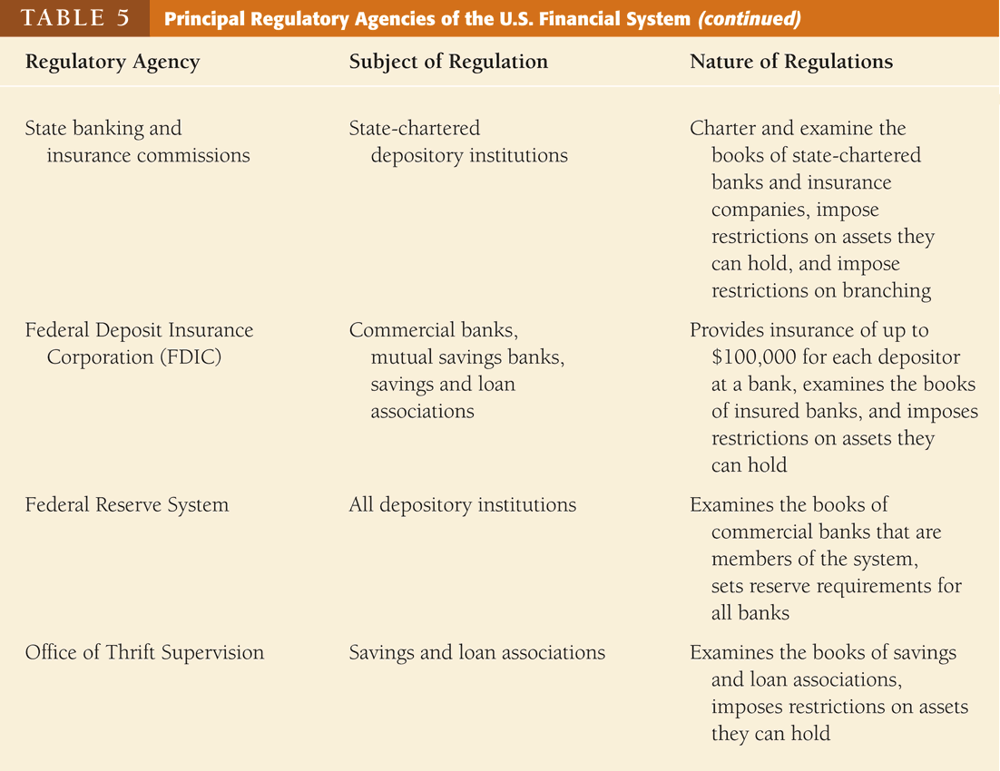 TABLE 5 Principal Regulatory Agencies of the U.S. Financial System (continued)
Regulatory Agency Subject of Regulation Nature of Regulations
State banking and
insurance commissions
State-chartered
depository institutions
Charter and examine the
books of state-chartered
banks and insurance
companies, impose
restrictions on assets they
can hold, and impose
restrictions on branching
Federal Deposit Insurance
Corporation (FDIC)
Commercial banks,
mutual savings banks,
savings and loan
associations
Provides insurance of up to
$100,000 for each depositor
at a bank, examines the books
of insured banks, and imposes
restrictions on assets they
can hold
Federal Reserve System
All depository institutions
Examines the books of
commercial banks that are
members of the system,
sets reserve requirements for
all banks
Office of Thrift Supervision
Savings and loan associations
Examines the books of savings
and loan associations,
imposes restrictions on assets
they can hold